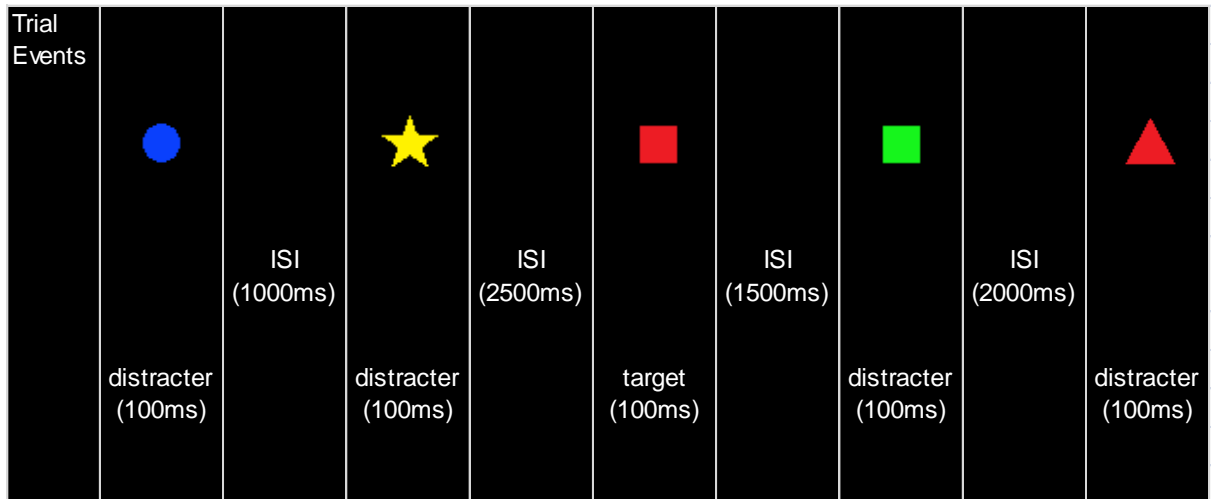 Trial
Events
ISI
(1000ms)
ISI
(2500ms)
ISI
(1500ms)
ISI
(2000ms)
distracter
(100ms)
distracter
(100ms)
target
(100ms)
distracter
(100ms)
distracter
(100ms)